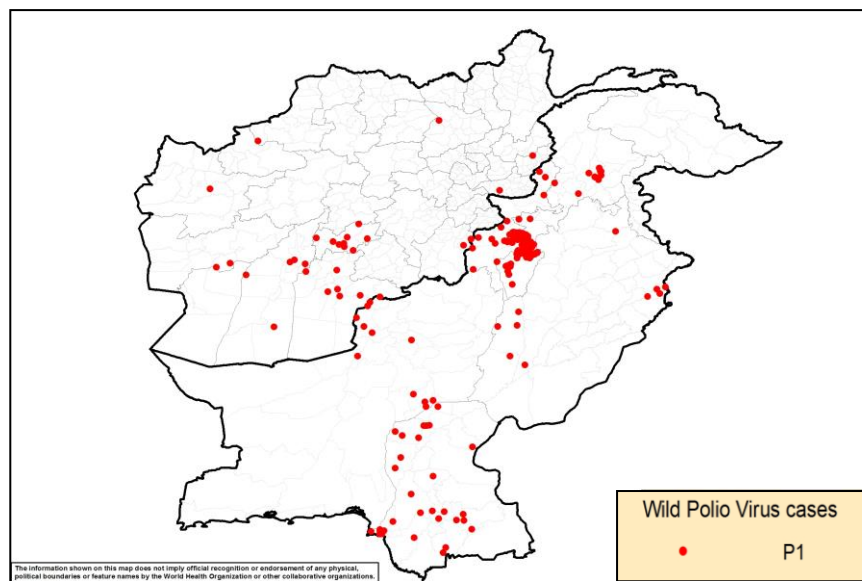 Wild Polio Virus cases
P1
The information shown on this map does not imply official recognition or endorsement of any physical,
political boundaries or feature names by the World Health Organization or other collaborative organizations.